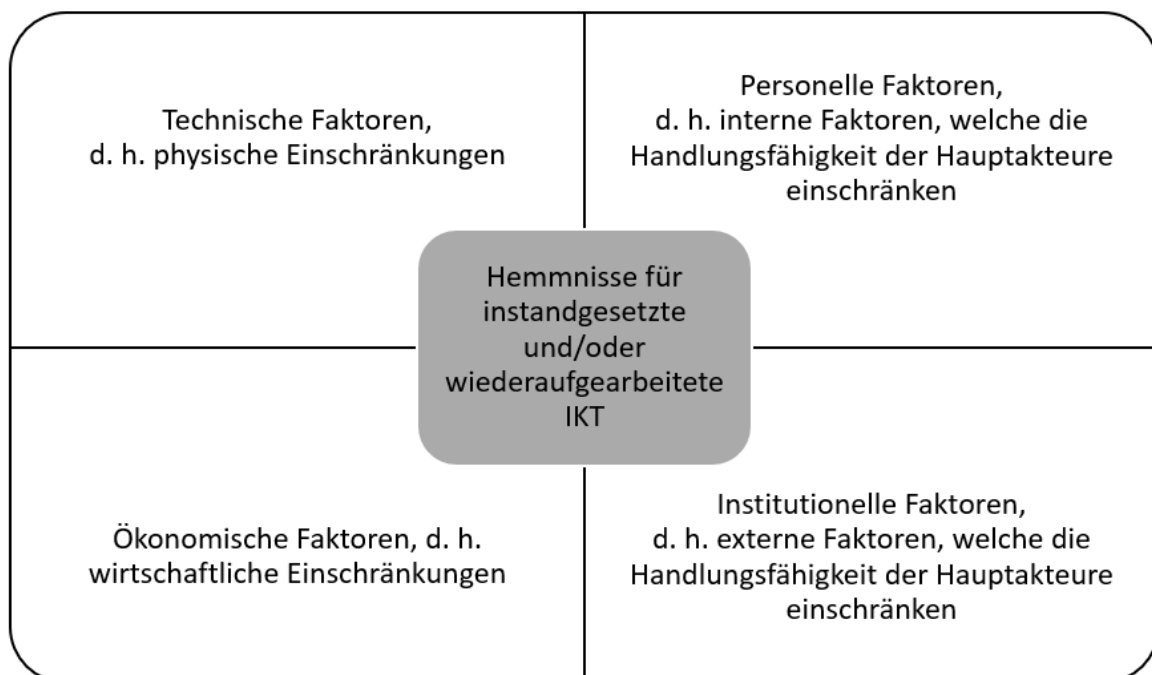 Technische Faktoren,
d. h. physische Einschränkungen
Personelle Faktoren,
d. h. interne Faktoren, welche die
Handlungsfähigkeit der Hauptakteure
einschränken
Hemmnisse für
instandgesetzte
und/oder
wiederaufgearbeitete
IKT
Ökonomische Faktoren, d. h.
wirtschaftliche Einschränkungen
Institutionelle Faktoren,
d. h. externe Faktoren, welche die
Handlungsfähigkeit der Hauptakteure
einschränken